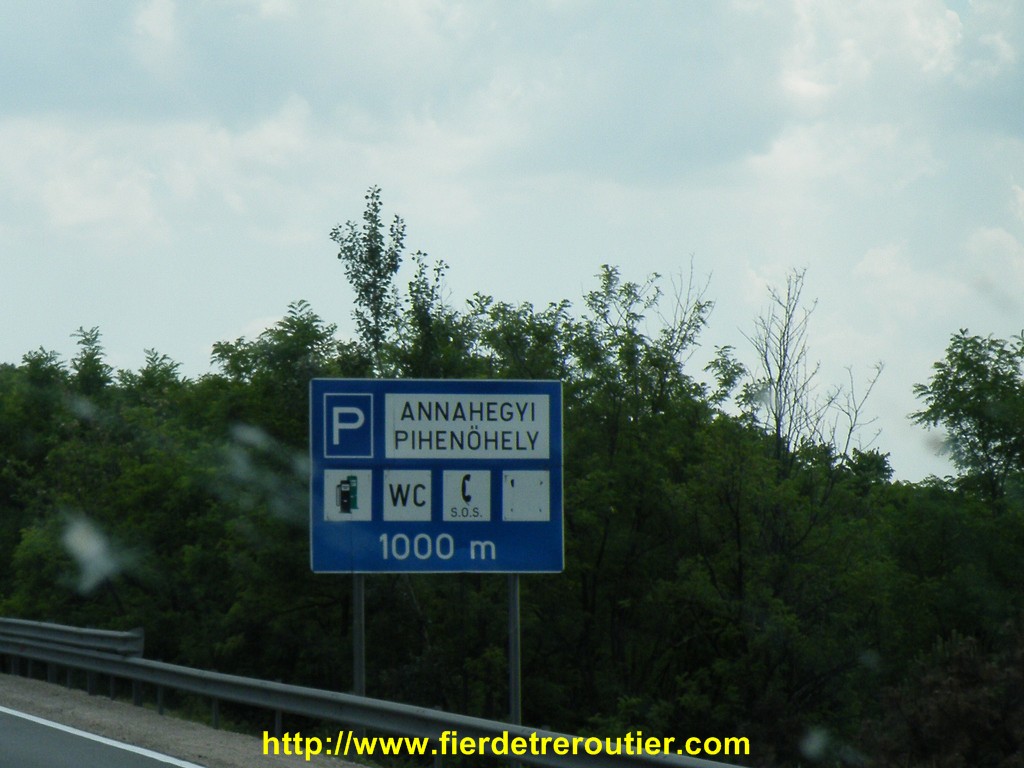 P
ANNAHEGYI
PIHENŐHELY
WC
S.O.S.
1000 m
http://www.fierdetreroutier.com